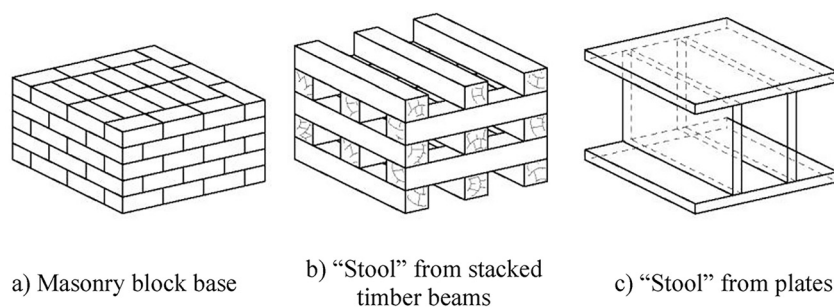 a) Masonry block base
b) “Stool” from stacked
timber beams
c) “Stool” from plates